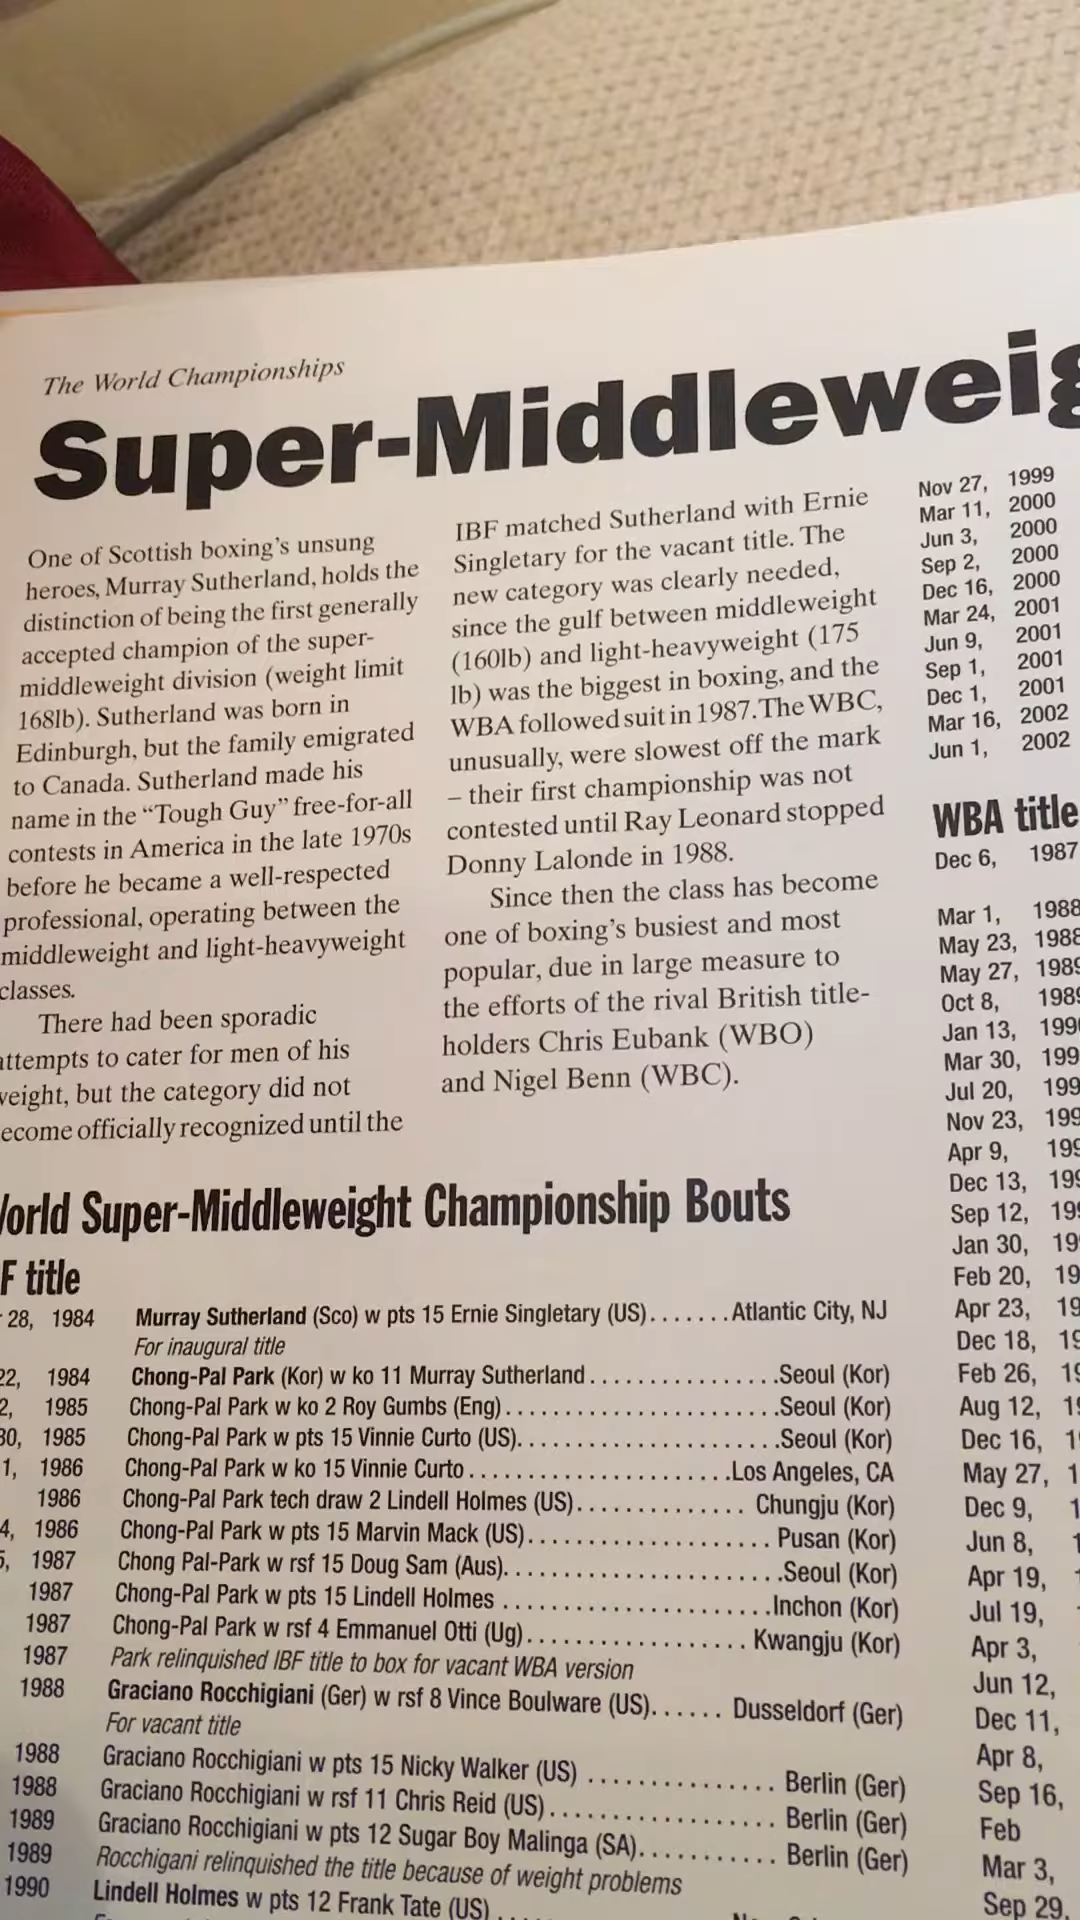 The World Championships
Super-Middleweig
One of Scottish boxing's unsung
heroes, Murray Sutherland, holds the
distinction of being the first generally
accepted champion of the super-
middleweight division (weight limit
168lb). Sutherland was born in
Edinburgh, but the family emigrated
to Canada. Sutherland made his
name in the “Tough Guy” free-for-all
contests in America in the late 1970s
before he became a well-respected
professional, operating between the
middleweight and light-heavyweight
classes.
There had been sporadic
attempts to cater for men of his
weight, but the category did not
ecome officially recognized until the
IBF matched Sutherland with Ernie
Singletary for the vacant title. The
new category was clearly needed,
since the gulf between middleweight
(160lb) and light-heavyweight (175
lb) was the biggest in boxing, and the
WBA followed suit in 1987.The WBC,
unusually, were slowest off the mark
– their first championship was not
contested until Ray Leonard stopped
Donny Lalonde in 1988.
Since then the class has become
one of boxing's busiest and most
popular, due in large measure to
the efforts of the rival British title-
holders Chris Eubank (WBO)
and Nigel Benn (WBC).
orld Super-Middleweight Championship Bouts
F title
28, 1984 Murray Sutherland (Sco) w pts 15 Ernie Singletary (US).......Atlantic City, NJ
For inaugural title
22, 1984 Chong-Pal Park (Kor) w ko 11 Murray Sutherland.................Seoul (Kor)
2, 1985 Chong-Pal Park w ko 2 Roy Gumbs (Eng).........................Seoul (Kor)
30, 1985 Chong-Pal Park w pts 15 Vinnie Curto (US).......................Seoul (Kor)
1, 1986 Chong-Pal Park w ko 15 Vinnie Curto.......................Los Angeles, CA
1986 Chong-Pal Park tech draw 2 Lindell Holmes (US)............... Chungju (Kor)
4, 1986 Chong-Pal Park w pts 15 Marvin Mack (US)..................... Pusan (Kor)
5, 1987 Chong Pal-Park w rsf 15 Doug Sam (Aus)........................Seoul (Kor)
1987 Chong-Pal Park w pts 15 Lindell Holmes .......................Inchon (Kor)
1987 Chong-Pal Park w rsf 4 Emmanuel Otti (Ug).................. Kwangju (Kor)
1987 Park relinquished IBF title to box for vacant WBA version
1988 Graciano Rocchigiani (Ger) w rsf 8 Vince Boulware (US)...... Dusseldorf (Ger)
For vacant title
1988 Graciano Rocchigiani w pts 15 Nicky Walker (US) ............... Berlin (Ger)
1988 Graciano Rocchigiani w rsf 11 Chris Reid (US).................. Berlin (Ger)
1989 Graciano Rocchigiani w pts 12 Sugar Boy Malinga (SA)........... Berlin (Ger)
1989 Rocchigani relinquished the title because of weight problems
1990 Lindell Holmes w pts 12 Frank Tate (US)
Nov 27, 1999
Mar 11, 2000
Jun 3, 2000
Sep 2, 2000
Dec 16, 2000
Mar 24, 2001
Jun 9, 2001
Sep 1, 2001
Dec 1, 2001
Mar 16, 2002
Jun 1, 2002
WBA title
Dec 6, 1987
Mar 1, 1988
May 23, 1988
May 27, 1989
Oct 8, 1989
Jan 13, 199
Mar 30, 199
Jul 20, 199
Nov 23, 199
Apr 9, 199
Dec 13, 199
Sep 12, 199
Jan 30, 19
Feb 20, 19
Apr 23, 19
Dec 18, 19
Feb 26, 19
Aug 12, 19
Dec 16, 1
May 27, 1
Dec 9, 1
Jun 8, 1
Apr 19,
Jul 19,
Apr 3,
Jun 12,
Dec 11,
Apr 8,
Sep 16,
Feb
Mar 3,
Sep 29,